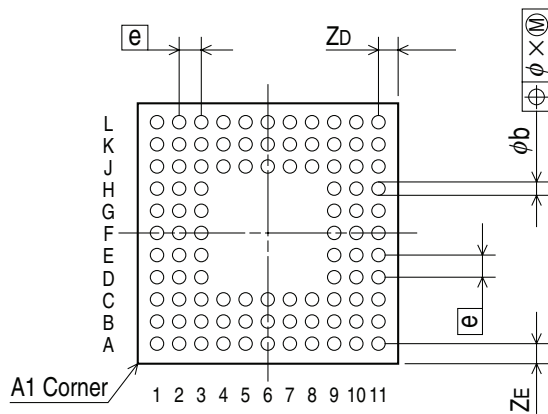 e
ZD
⌖ ϕ × Ⓜ
ϕb
L
K
J
H
G
F
E
D
C
B
A
e
A1 Corner
1 2 3 4 5 6 7 8 9 10 11
ZE